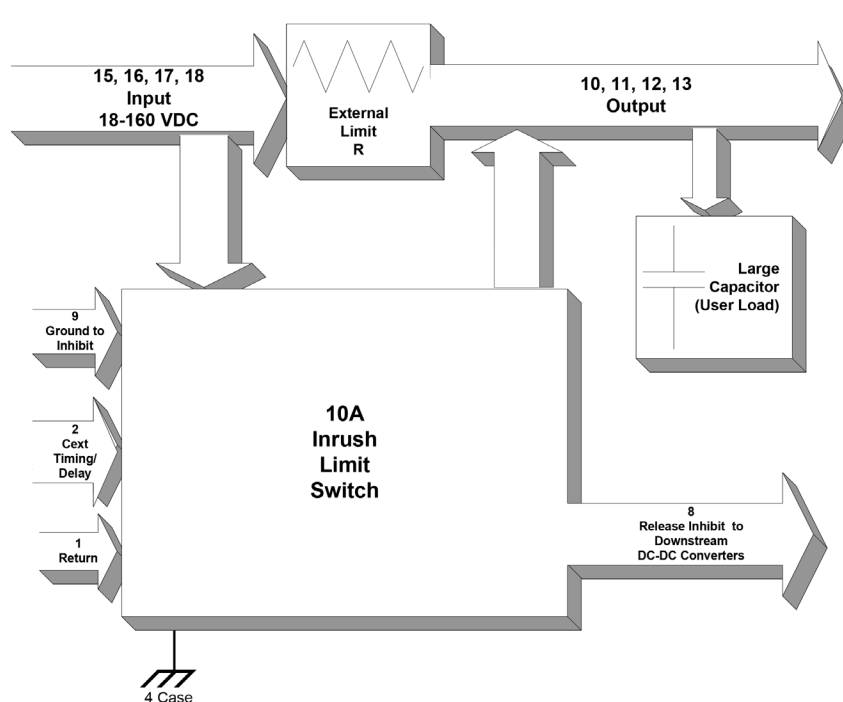 15, 16, 17, 18
Input
18-160 VDC
External
Limit
R
10, 11, 12, 13
Output
Large
Capacitor
(User Load)
9
Ground to
Inhibit
2
Cext
Timing/
Delay
1
Return
10A
Inrush
Limit
Switch
8
Release Inhibit to
Downstream
DC-DC Converters
4 Case